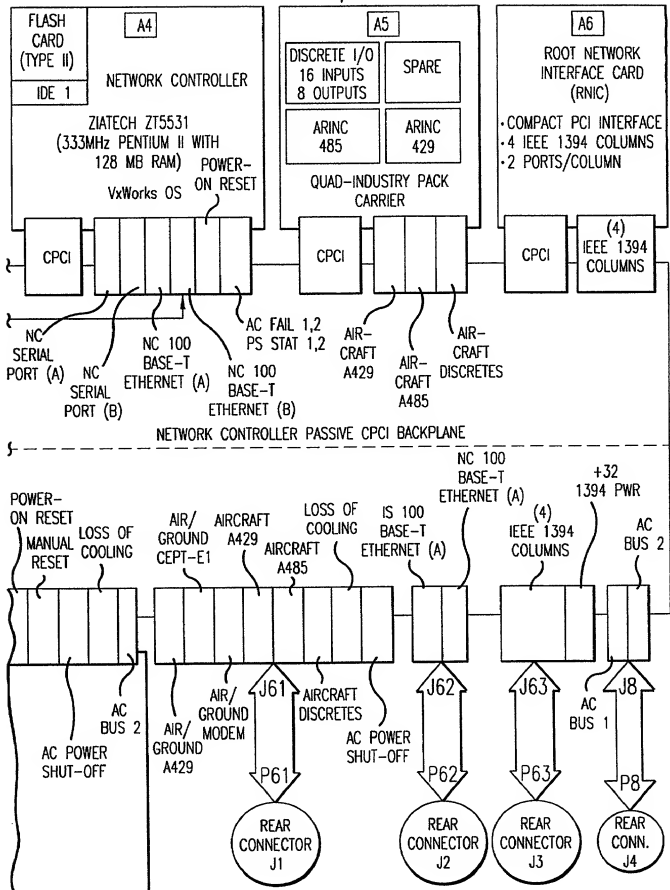 FLASH
CARD
(TYPE II)
IDE 1
A4
NETWORK CONTROLLER
ZIATECH ZT5531
(333MHz PENTIUM II WITH
128 MB RAM)
VxWorks OS
POWER-
ON RESET
A5
DISCRETE I/O
16 INPUTS
8 OUTPUTS
SPARE
ARINC
485
ARINC
429
QUAD-INDUSTRY PACK
CARRIER
A6
ROOT NETWORK
INTERFACE CARD
(RNIC)
•COMPACT PCI INTERFACE
•4 IEEE 1394 COLUMNS
•2 PORTS/COLUMN
CPCI
CPCI
CPCI
(4)
IEEE 1394
COLUMNS
NC
SERIAL
PORT (A)
NC
SERIAL
PORT (B)
NC 100
BASE-T
ETHERNET (A)
NC 100
BASE-T
ETHERNET (B)
AC FAIL 1,2
PS STAT 1,2
AIR-
CRAFT
A429
AIR-
CRAFT
A485
AIR-
CRAFT
DISCRETES
NETWORK CONTROLLER PASSIVE CPCI BACKPLANE
POWER-
ON RESET
MANUAL
RESET
LOSS OF
COOLING
AC POWER
SHUT-OFF
AC
BUS 2
AIR/
GROUND
CEPT-E1
AIRCRAFT
A429
AIRCRAFT
A485
LOSS OF
COOLING
AIR/
GROUND
A429
AIR/
GROUND
MODEM
AIRCRAFT
DISCRETES
AC POWER
SHUT-OFF
IS 100
BASE-T
ETHERNET (A)
NC 100
BASE-T
ETHERNET (A)
(4)
IEEE 1394
COLUMNS
+32
1394 PWR
AC
BUS 2
AC
BUS 1
J61
P61
J62
P62
J63
P63
J8
P8
REAR
CONNECTOR
J1
REAR
CONNECTOR
J2
REAR
CONNECTOR
J3
REAR
CONN.
J4